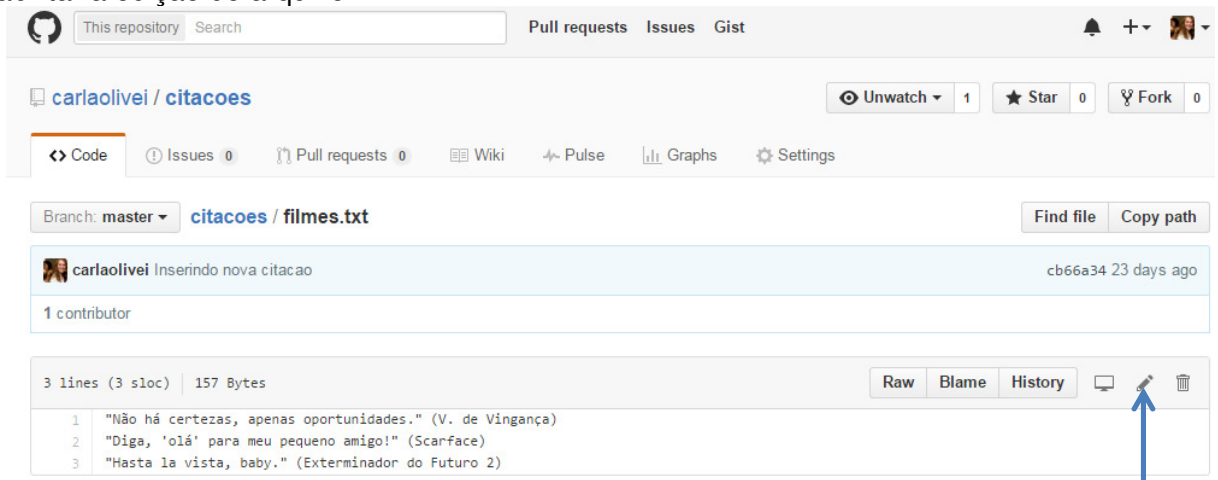 This repository Search Pull requests Issues Gist
carlaolivei / citacoes Unwatch 1 Star 0 Fork 0
Code Issues 0 Pull requests 0 Wiki Pulse Graphs Settings
Branch: master citacoes / filmes.txt Find file Copy path
carlaolivei Inserindo nova citacao cb66a34 23 days ago
1 contributor
3 lines (3 sloc) 157 Bytes Raw Blame History
1 "Não há certezas, apenas oportunidades." (V. de Vingança)
2 "Diga, 'olá' para meu pequeno amigo!" (Scarface)
3 "Hasta la vista, baby." (Exterminador do Futuro 2)